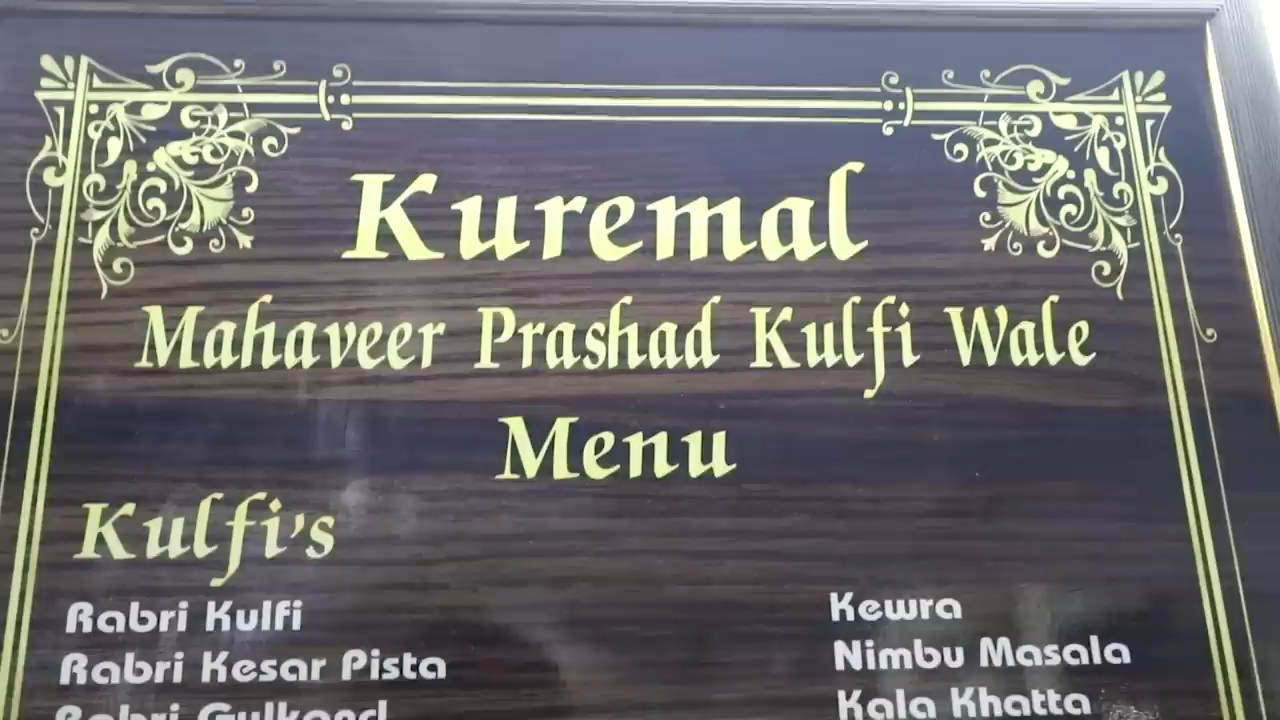 Kuremal
Mahaveer Prashad Kulfi Wale
Menu
Kulfi's
Rabri Kulfi
Rabri Kesar Pista
Rabri Gulkand
Kewra
Nimbu Masala
Kala Khatta